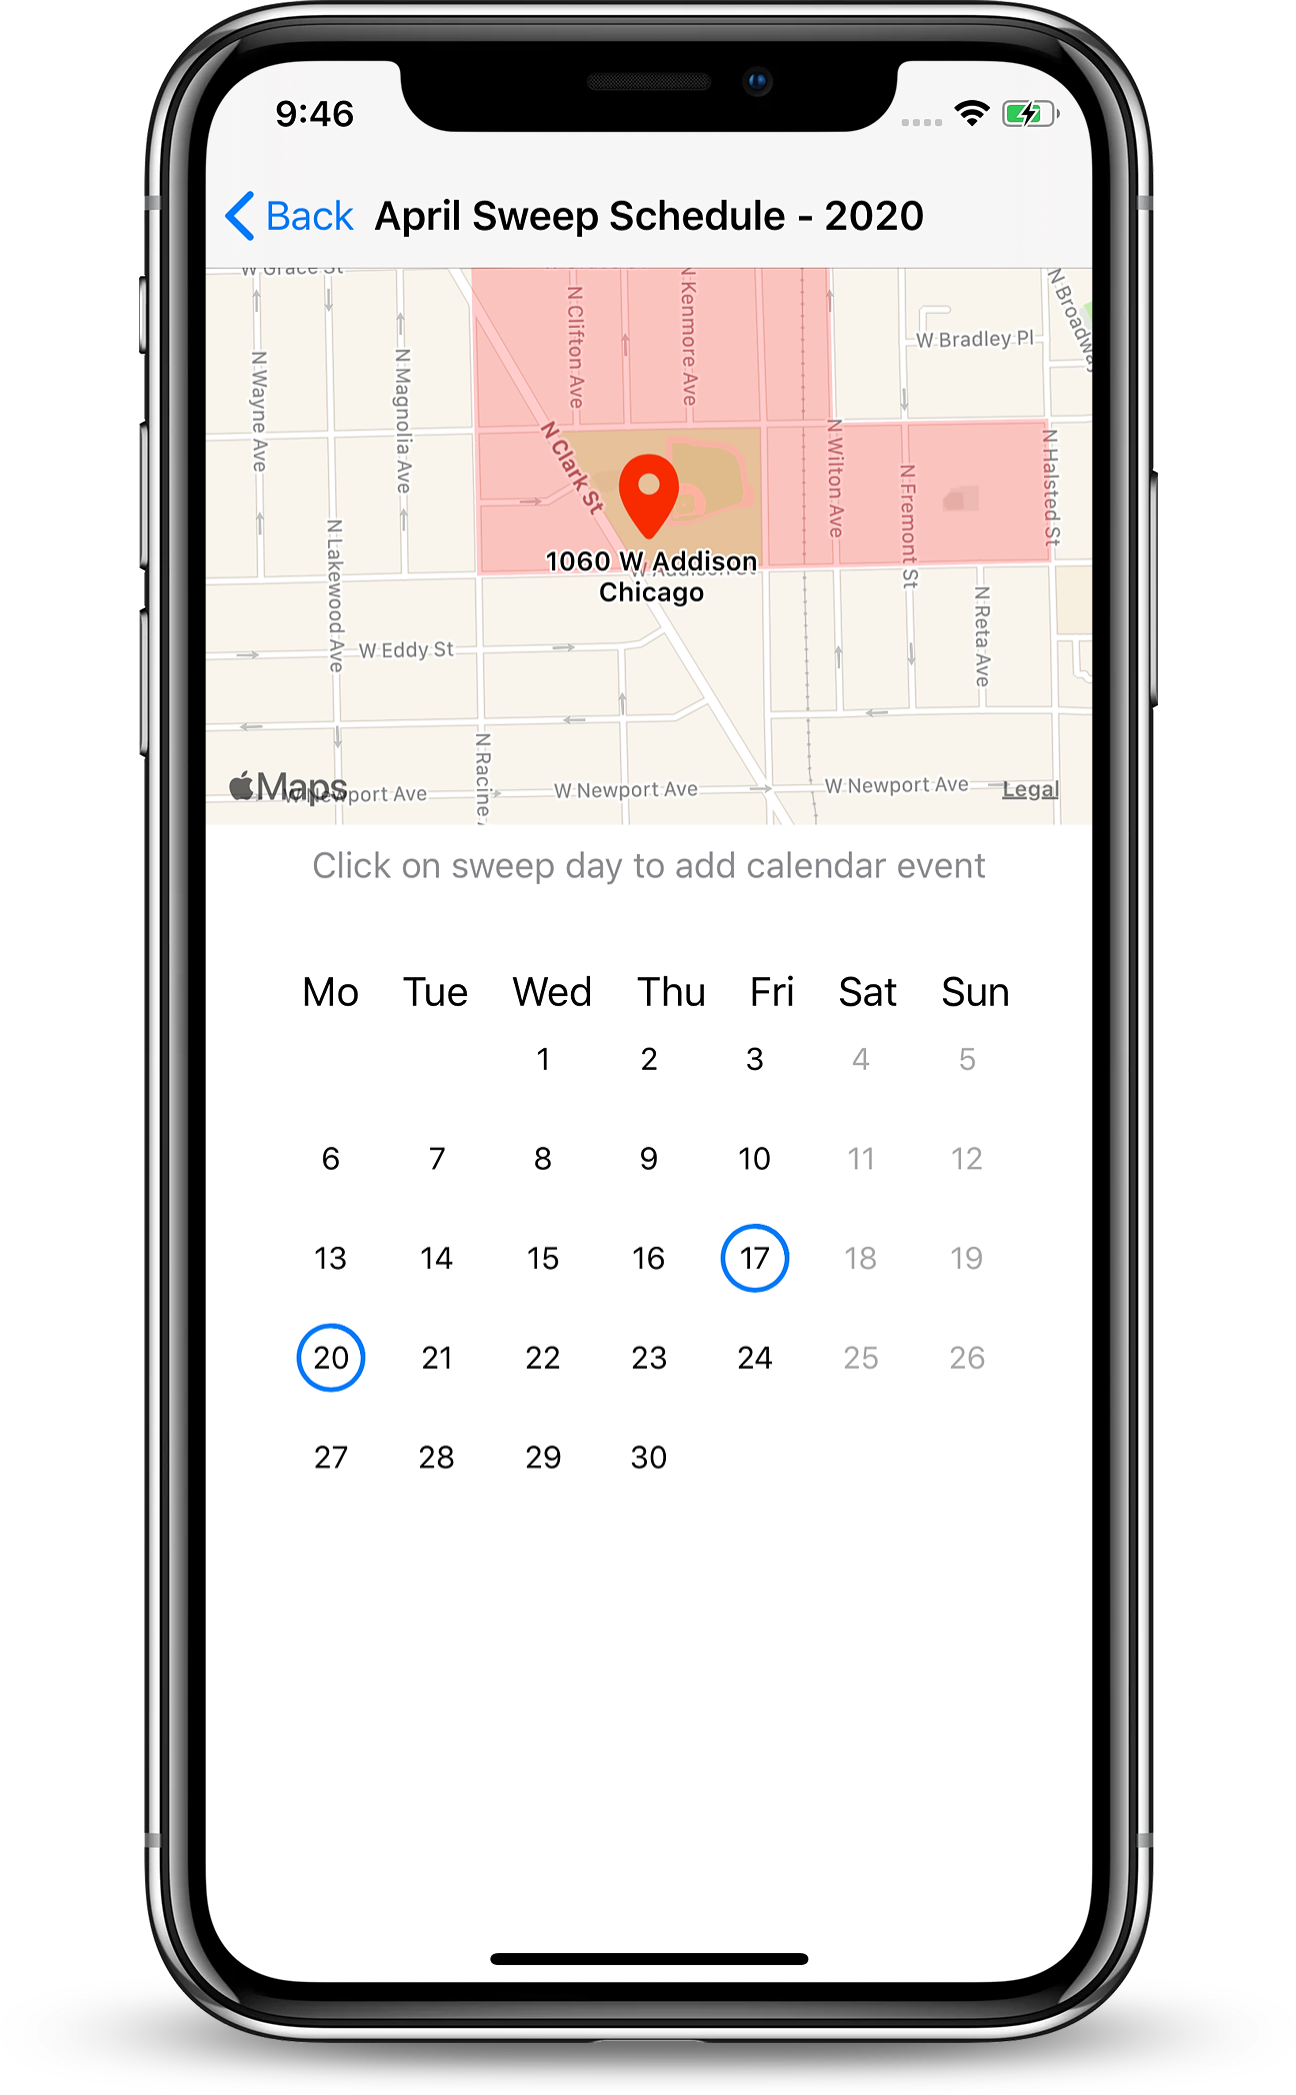 9:46
Back April Sweep Schedule - 2020
W Grace St
N Clifton Ave
N Kenmore Ave
N Broadway
W Bradley Pl
N Wayne Ave
N Magnolia Ave
N Clark St
N Wilton Ave
N Halsted St
N Fremont St
1060 W Addison
Chicago
W Addison St
N Lakewood Ave
N Reta Ave
W Eddy St
N Racine
Maps
W Newport Ave
W Newport Ave
W Newport Ave
Legal
Click on sweep day to add calendar event
Mo Tue Wed Thu Fri Sat Sun
1 2 3 4 5
6 7 8 9 10 11 12
13 14 15 16 17 18 19
20 21 22 23 24 25 26
27 28 29 30